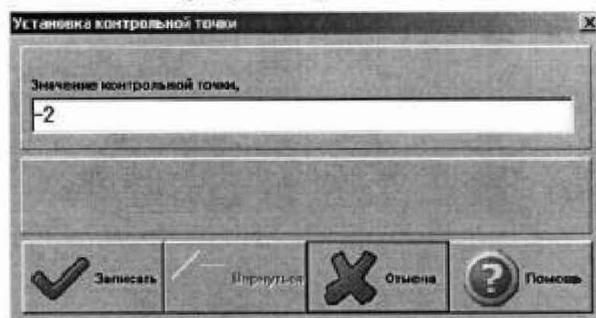 Установка контрольной точки
Значение контрольной точки,
-2
Записать
Вернуться
Отмена
Помощь